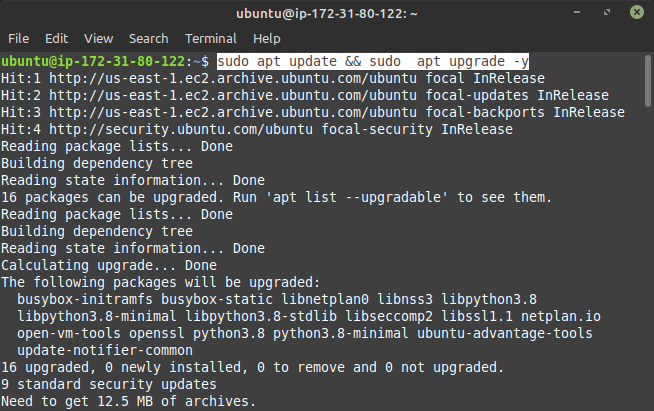 ubuntu@ip-172-31-80-122: ~
File Edit View Search Terminal Help
ubuntu@ip-172-31-80-122:~$ sudo apt update && sudo  apt upgrade -y
Hit:1 http://us-east-1.ec2.archive.ubuntu.com/ubuntu focal InRelease
Hit:2 http://us-east-1.ec2.archive.ubuntu.com/ubuntu focal-updates InRelease
Hit:3 http://us-east-1.ec2.archive.ubuntu.com/ubuntu focal-backports InRelease
Hit:4 http://security.ubuntu.com/ubuntu focal-security InRelease
Reading package lists... Done
Building dependency tree
Reading state information... Done
16 packages can be upgraded. Run 'apt list --upgradable' to see them.
Reading package lists... Done
Building dependency tree
Reading state information... Done
Calculating upgrade... Done
The following packages will be upgraded:
  busybox-initramfs busybox-static libnetplan0 libnss3 libpython3.8
  libpython3.8-minimal libpython3.8-stdlib libseccomp2 libssl1.1 netplan.io
  open-vm-tools openssl python3.8 python3.8-minimal ubuntu-advantage-tools
  update-notifier-common
16 upgraded, 0 newly installed, 0 to remove and 0 not upgraded.
9 standard security updates
Need to get 12.5 MB of archives.